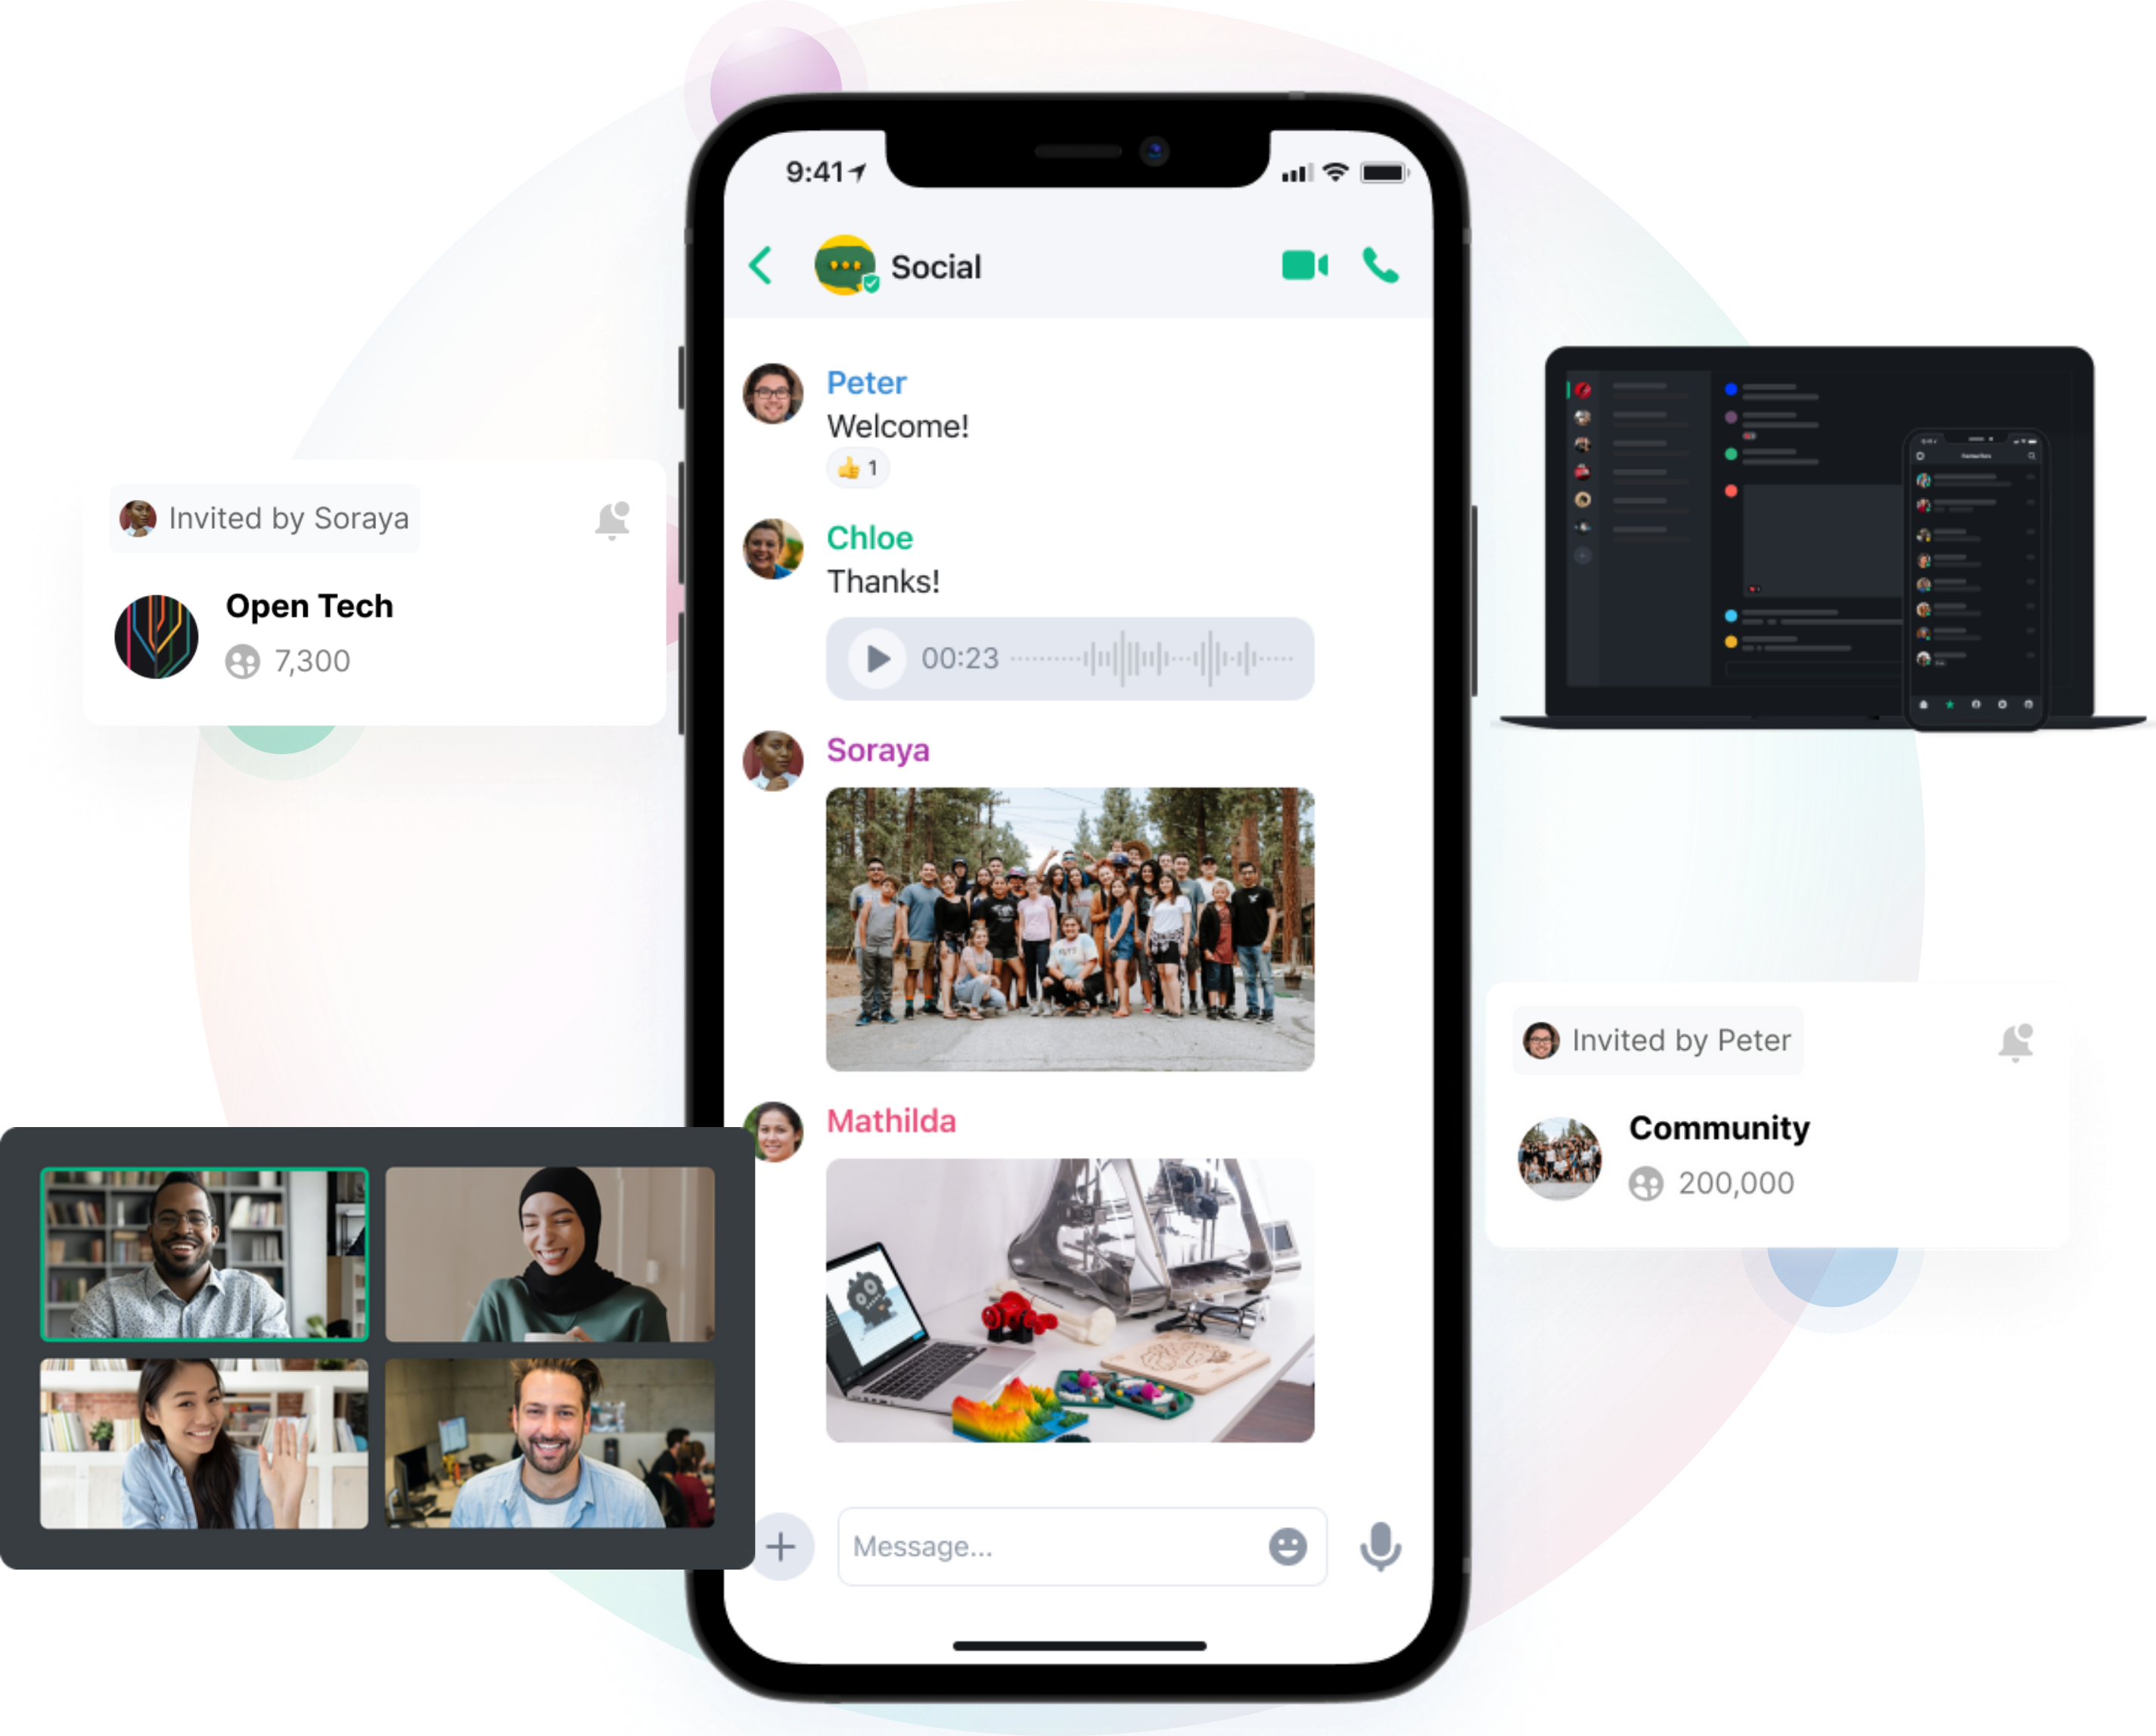 9:41
Social
Peter
Welcome!
👍 1
Chloe
Thanks!
00:23
Soraya
Mathilda
Message...
Invited by Soraya
Open Tech
7,300
Invited by Peter
Community
200,000